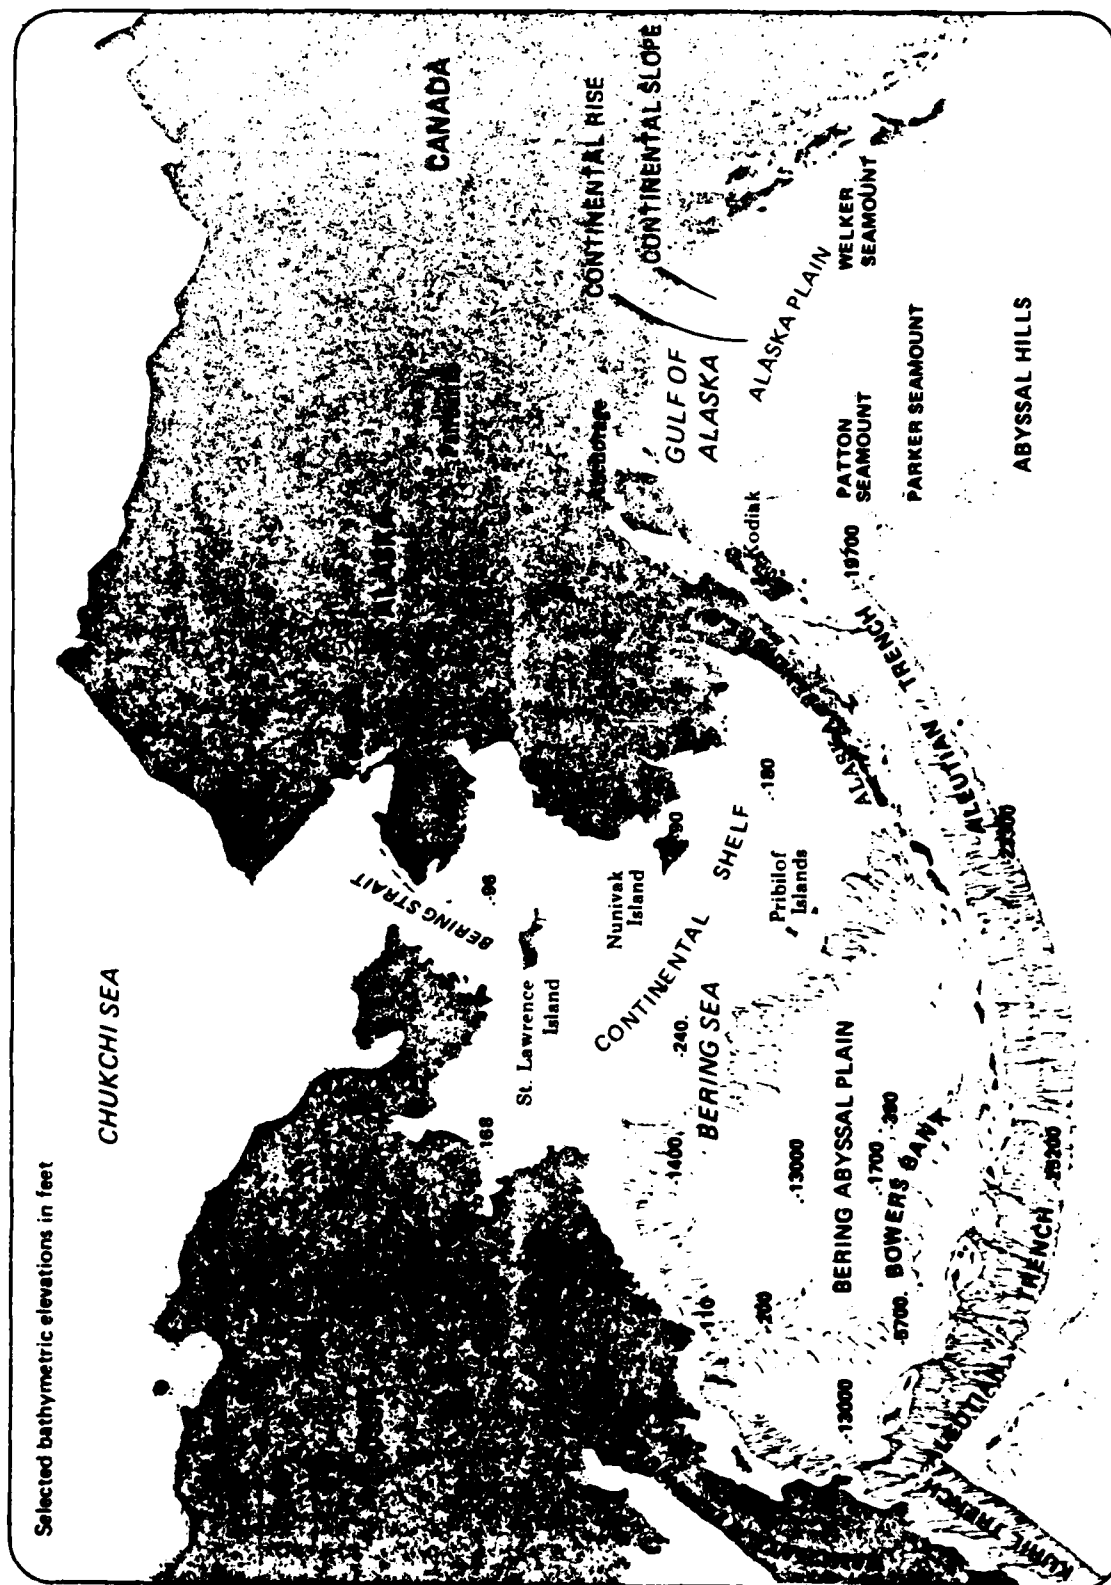 Selected bathymetric elevations in feet
CHUKCHI SEA
BERING STRAIT
ALASKA
CANADA
-96
-168
St. Lawrence
Island
Nunivak
Island
-90
Anchorage
CONTINENTAL RISE
CONTINENTAL SLOPE
GULF OF
ALASKA
Kodiak
CONTINENTAL SHELF
-240
-1400
BERING SEA
-110
-200
-180
Pribilof
Islands
ALASKA PLAIN
-13000
BERING ABYSSAL PLAIN
-13000
-1700
-360
-5700
BOWERS BANK
WELKER
SEAMOUNT
PATTON
SEAMOUNT
PARKER SEAMOUNT
-19700
ALEUTIAN TRENCH
-25200
ALEUTIAN TRENCH
KURIL TRENCH
ABYSSAL HILLS